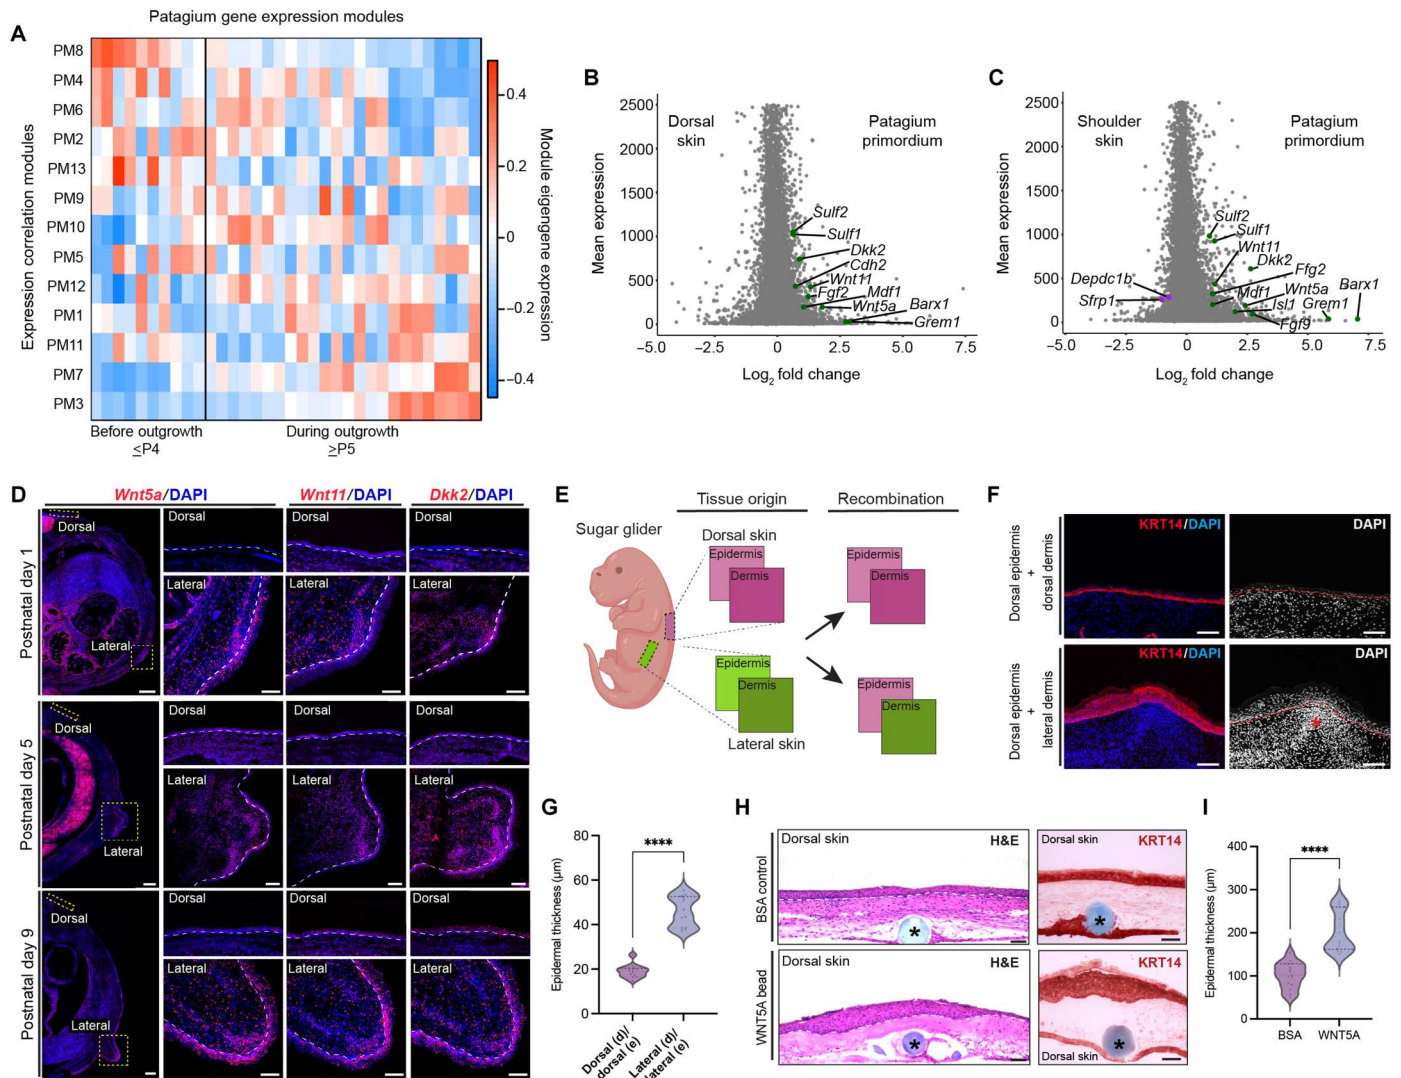 A
Patagium gene expression modules
Expression correlation modules
PM8
PM4
PM6
PM2
PM13
PM9
PM10
PM5
PM12
PM1
PM11
PM7
PM3
Before outgrowth
≤P4
During outgrowth
≥P5
0.4
0.2
0
−0.2
−0.4
Module eigengene expression
B
Mean expression
2500
2000
1500
1000
500
0
Dorsal
skin
Patagium
primordium
Sulf2
Sulf1
Dkk2
Cdh2
Wnt11
Fgf2
Mdf1
Wnt5a
Barx1
Grem1
−5.0
−2.5
0
2.5
5.0
7.5
Log2 fold change
C
Mean expression
2500
2000
1500
1000
500
0
Shoulder
skin
Patagium
primordium
Sulf2
Sulf1
Wnt11
Dkk2
Ffg2
Depdc1b
Mdf1
Wnt5a
Barx1
Sfrp1
Isl1
Grem1
Fgf9
−5.0
−2.5
0
2.5
5.0
7.5
Log2 fold change
D
Wnt5a/DAPI
Wnt11/DAPI
Dkk2/DAPI
Postnatal day 1
Dorsal
Lateral
Dorsal
Dorsal
Dorsal
Lateral
Lateral
Lateral
Postnatal day 5
Dorsal
Lateral
Dorsal
Dorsal
Dorsal
Lateral
Lateral
Lateral
Postnatal day 9
Dorsal
Lateral
Dorsal
Dorsal
Dorsal
Lateral
Lateral
Lateral
E
Tissue origin
Recombination
Sugar glider
Dorsal skin
Epidermis
Dermis
Epidermis
Dermis
Epidermis
Dermis
Lateral skin
Epidermis
Dermis
F
KRT14/DAPI
DAPI
Dorsal epidermis
+
dorsal dermis
KRT14/DAPI
DAPI
Dorsal epidermis
+
lateral dermis
*
G
Epidermal thickness (µm)
80
60
40
20
0
****
Dorsal (d)/
dorsal (e)
Lateral (d)/
lateral (e)
H
BSA control
Dorsal skin
H&E
*
Dorsal skin
KRT14
*
WNT5A bead
Dorsal skin
H&E
*
KRT14
*
Dorsal skin
I
Epidermal thickness (µm)
400
300
200
100
0
****
BSA
WNT5A